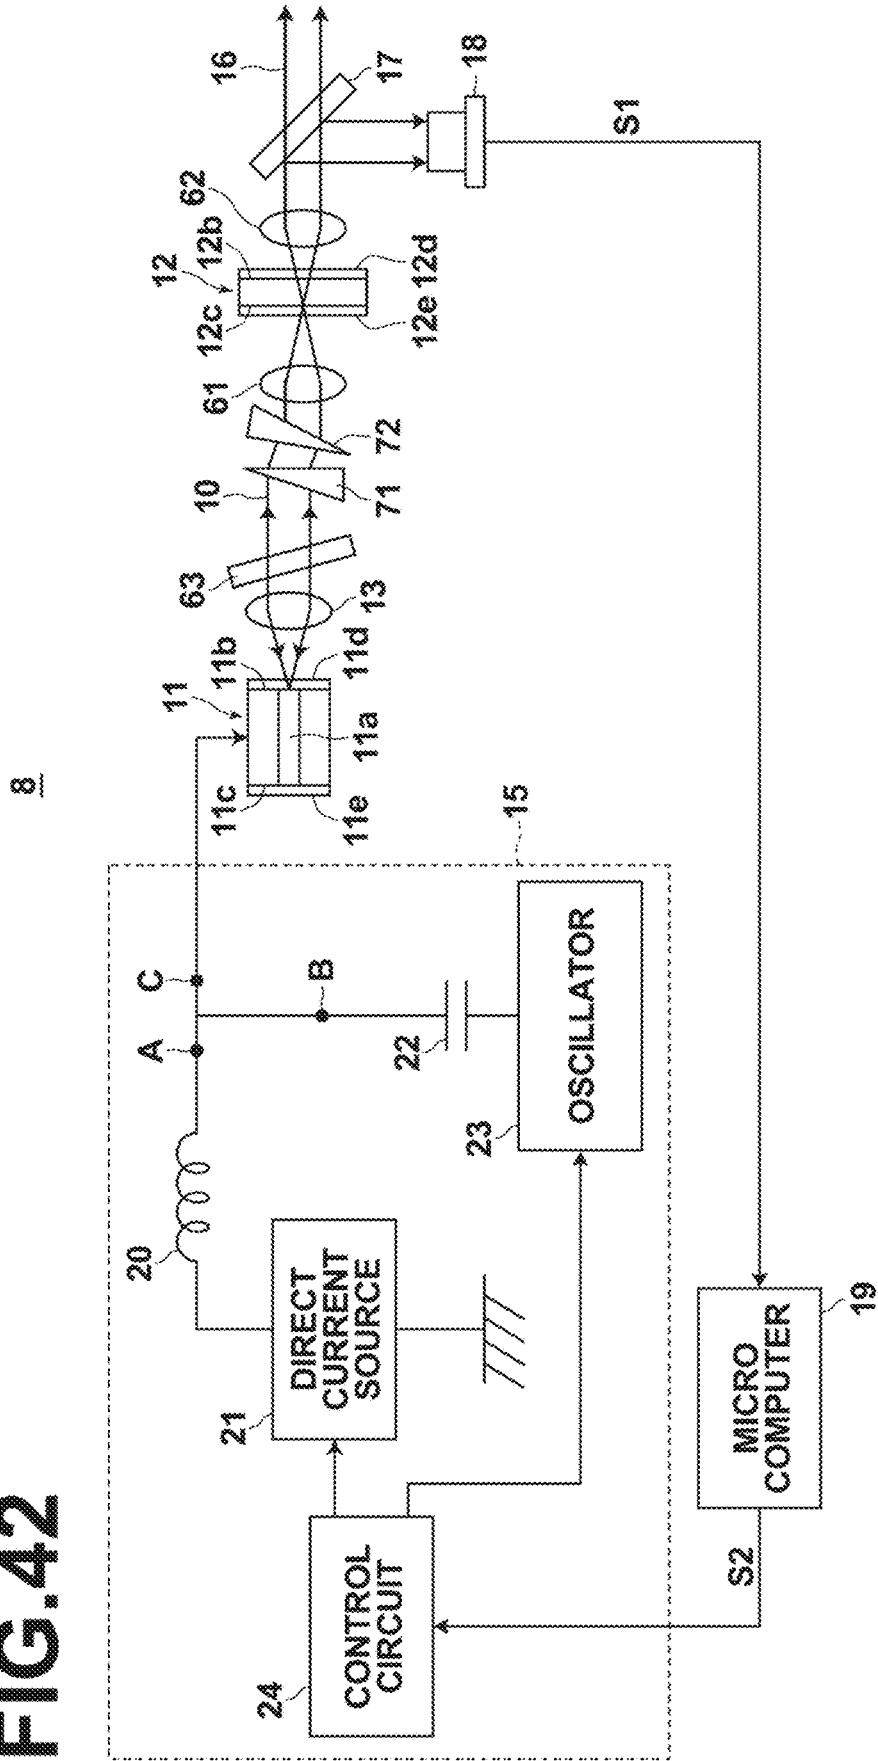 FIG.42
8
16
17
18
S1
62
12b
12
12c
12d
12e
61
72
10
71
63
13
11b
11
11d
11a
11c
11e
15
C
A
B
22
23
OSCILLATOR
20
DIRECT
CURRENT
SOURCE
21
MICRO
COMPUTER
19
S2
CONTROL
CIRCUIT
24